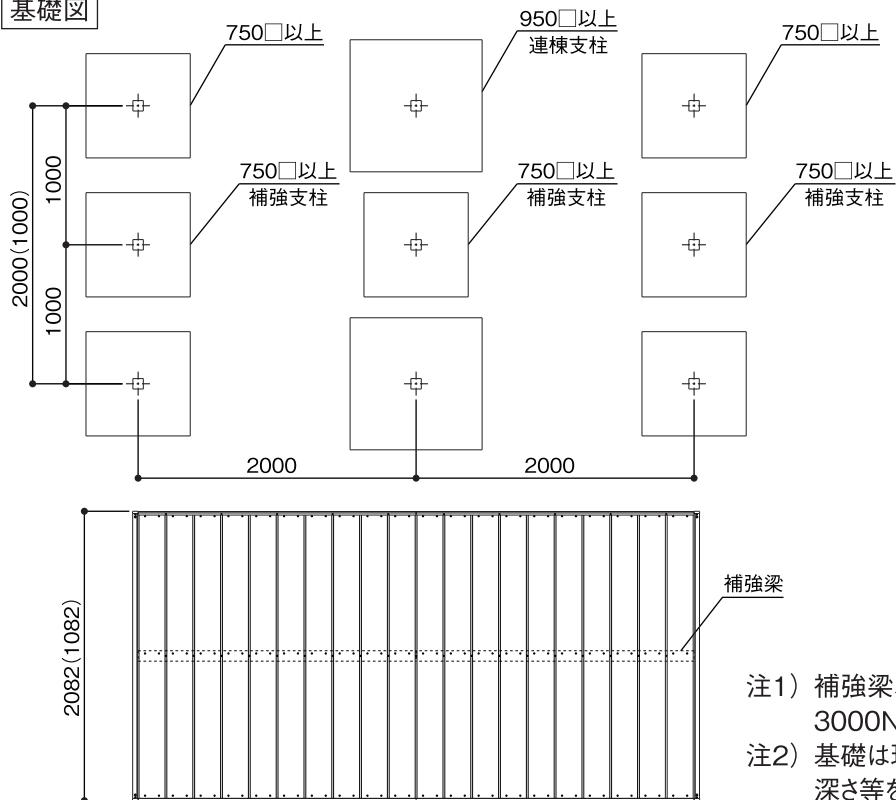 基礎図
750□以上
950□以上
連棟支柱
750□以上
1000
2000(1000)
750□以上
補強支柱
750□以上
補強支柱
750□以上
補強支柱
1000
2000
2000
2082(1082)
補強梁
注1) 補強梁
3000N
注2) 基礎は
深さ等を